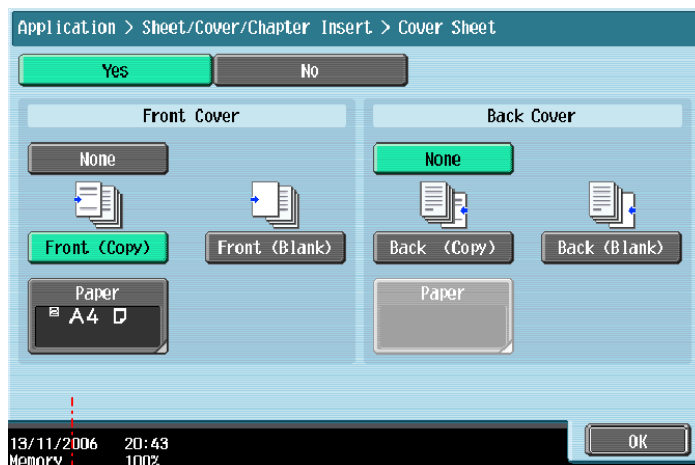 Application > Sheet/Cover/Chapter Insert > Cover Sheet
Yes No
Front Cover Back Cover
None None
Front (Copy) Front (Blank) Back (Copy) Back (Blank)
Paper Paper
A4
13/11/2006 20:43
OK
Memory 100%